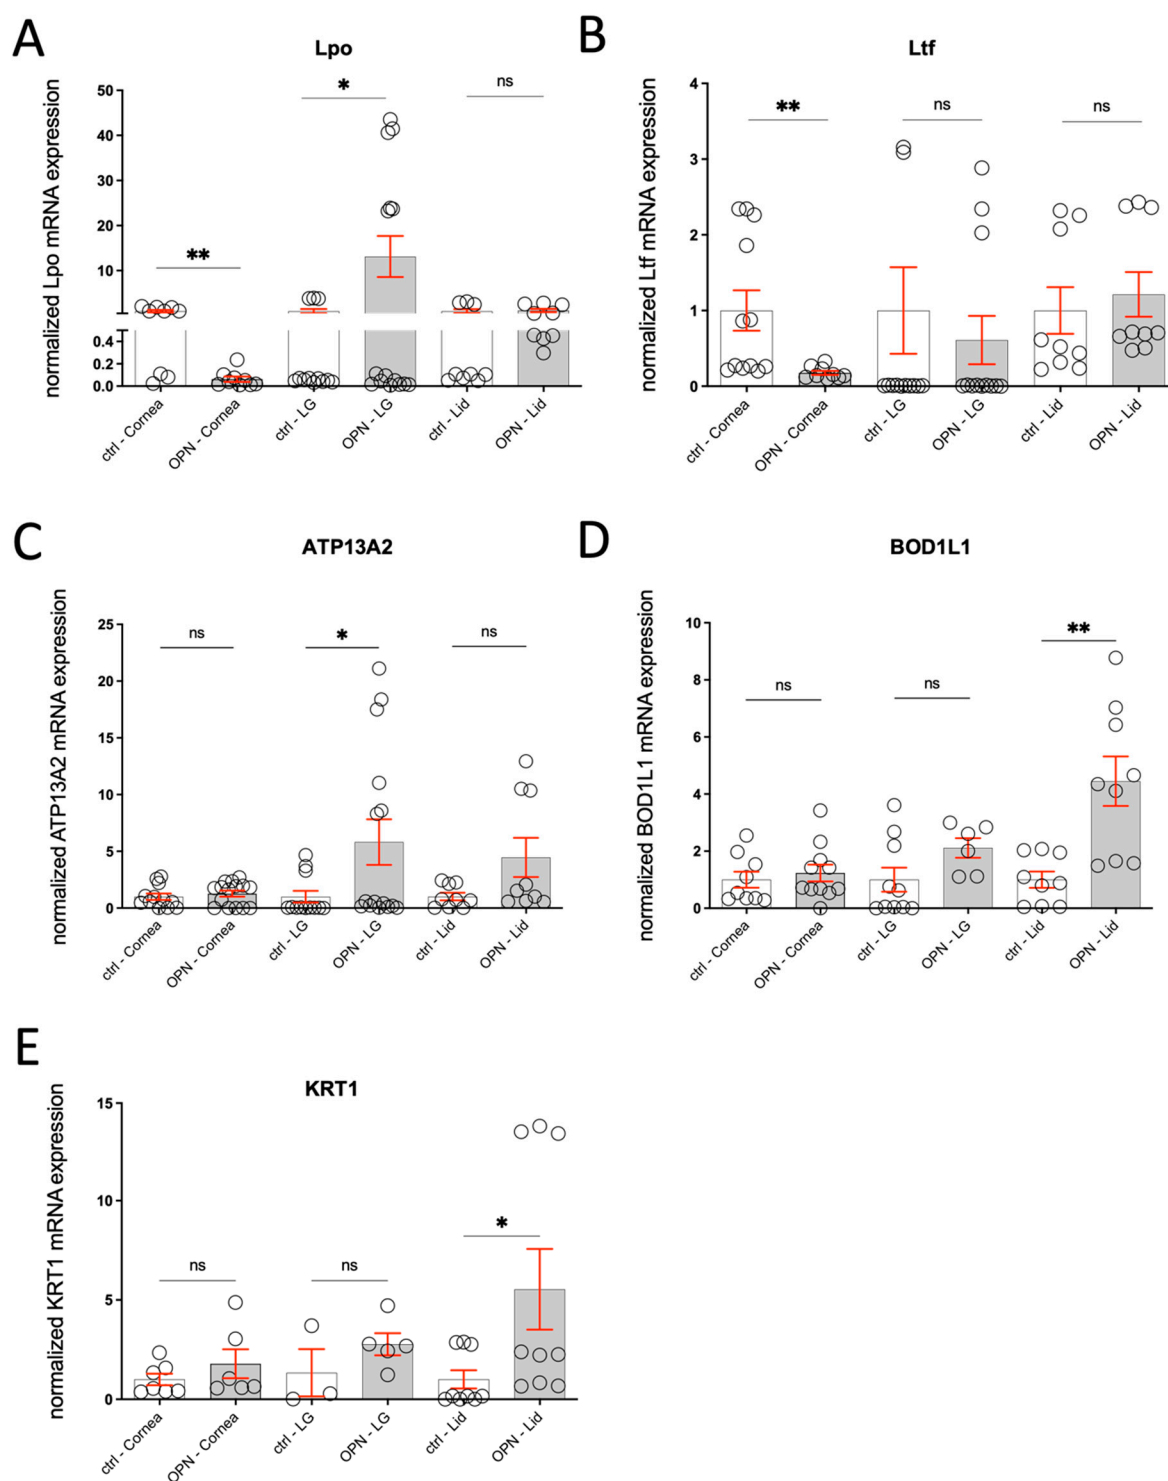 A
Lpo
normalized Lpo mRNA expression
50
40
30
20
10
0.4
0.2
0.0
**
*
ns
ctrl - Cornea
OPN - Cornea
ctrl - LG
OPN - LG
ctrl - Lid
OPN - Lid
B
Ltf
normalized Ltf mRNA expression
4
3
2
1
0
**
ns
ns
ctrl - Cornea
OPN - Cornea
ctrl - LG
OPN - LG
ctrl - Lid
OPN - Lid
C
ATP13A2
normalized ATP13A2 mRNA expression
25
20
15
10
5
0
ns
*
ns
ctrl - Cornea
OPN - Cornea
ctrl - LG
OPN - LG
ctrl - Lid
OPN - Lid
D
BOD1L1
normalized BOD1L1 mRNA expression
10
8
6
4
2
0
ns
ns
**
ctrl - Cornea
OPN - Cornea
ctrl - LG
OPN - LG
ctrl - Lid
OPN - Lid
E
KRT1
normalized KRT1 mRNA expression
15
10
5
0
ns
ns
*
ctrl - Cornea
OPN - Cornea
ctrl - LG
OPN - LG
ctrl - Lid
OPN - Lid